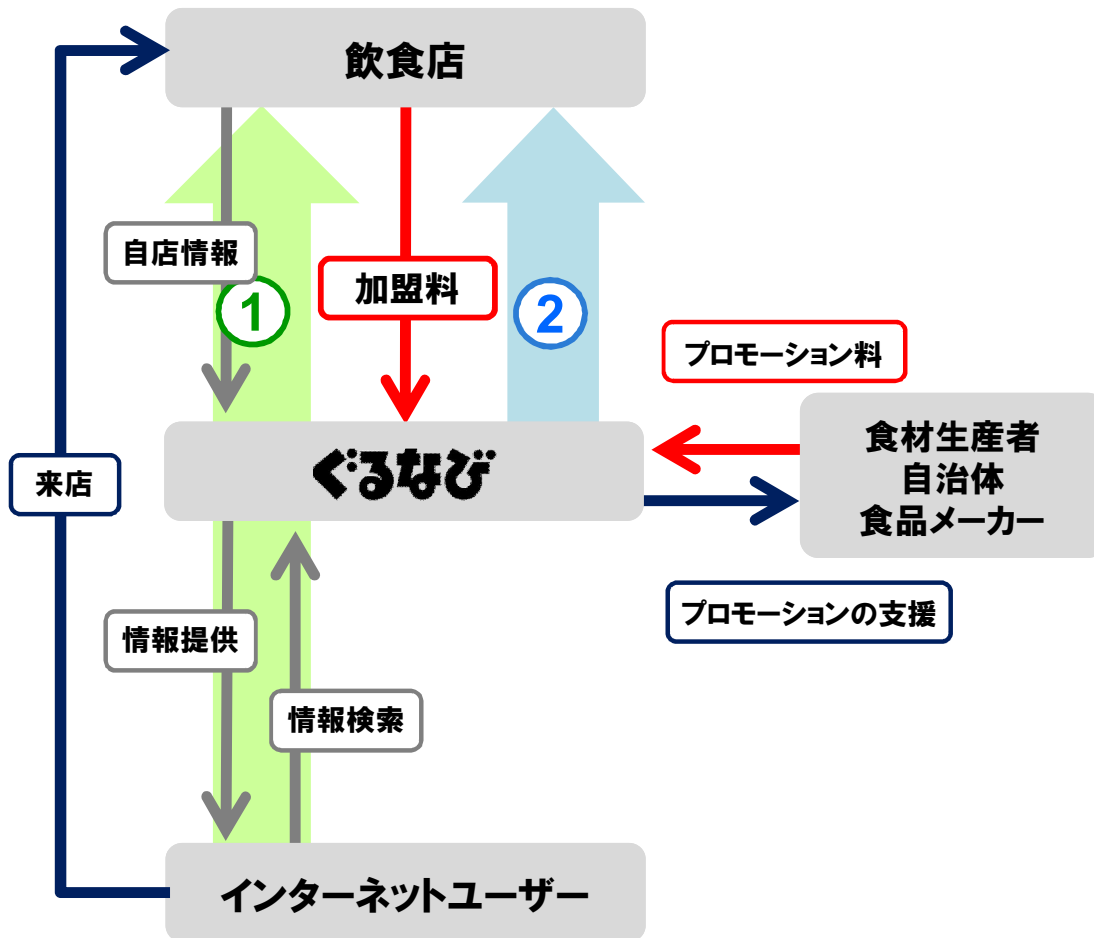 飲食店
自店情報
加盟料
1
2
プロモーション料
ぐるなび
食材生産者
自治体
食品メーカー
来店
プロモーションの支援
情報提供
情報検索
インターネットユーザー